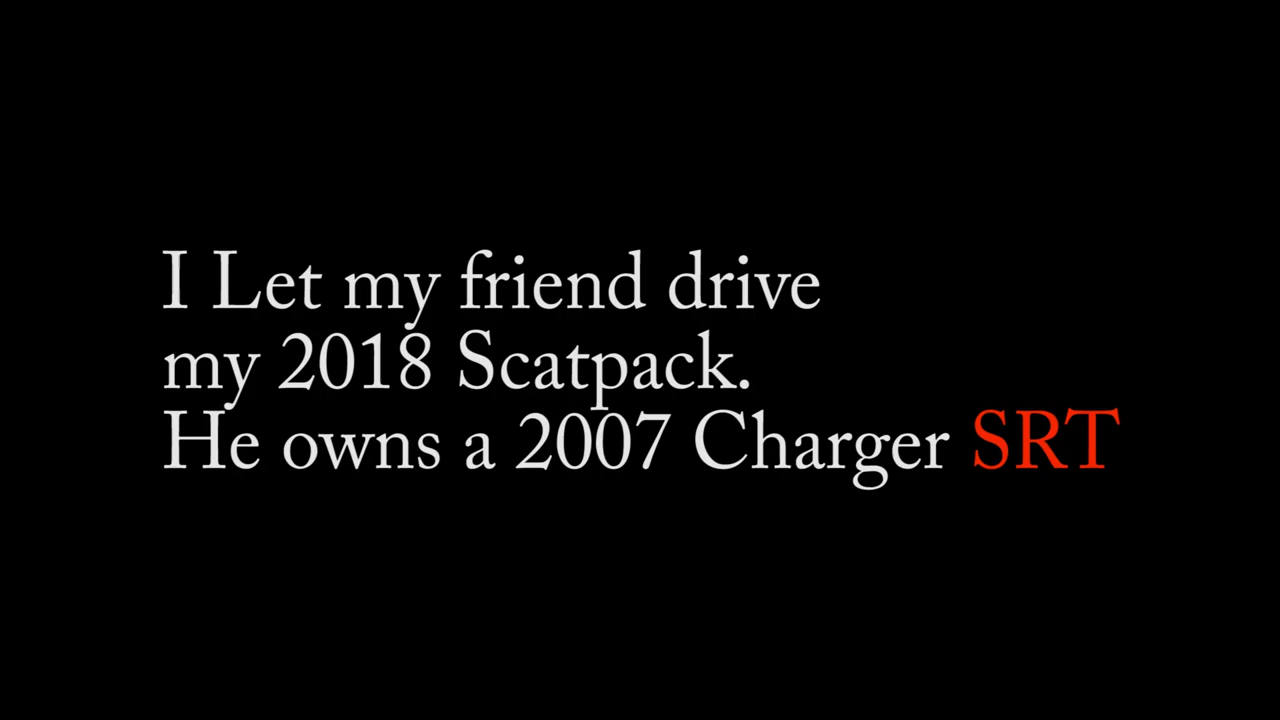 I Let my friend drive
my 2018 Scatpack.
He owns a 2007 Charger SRT